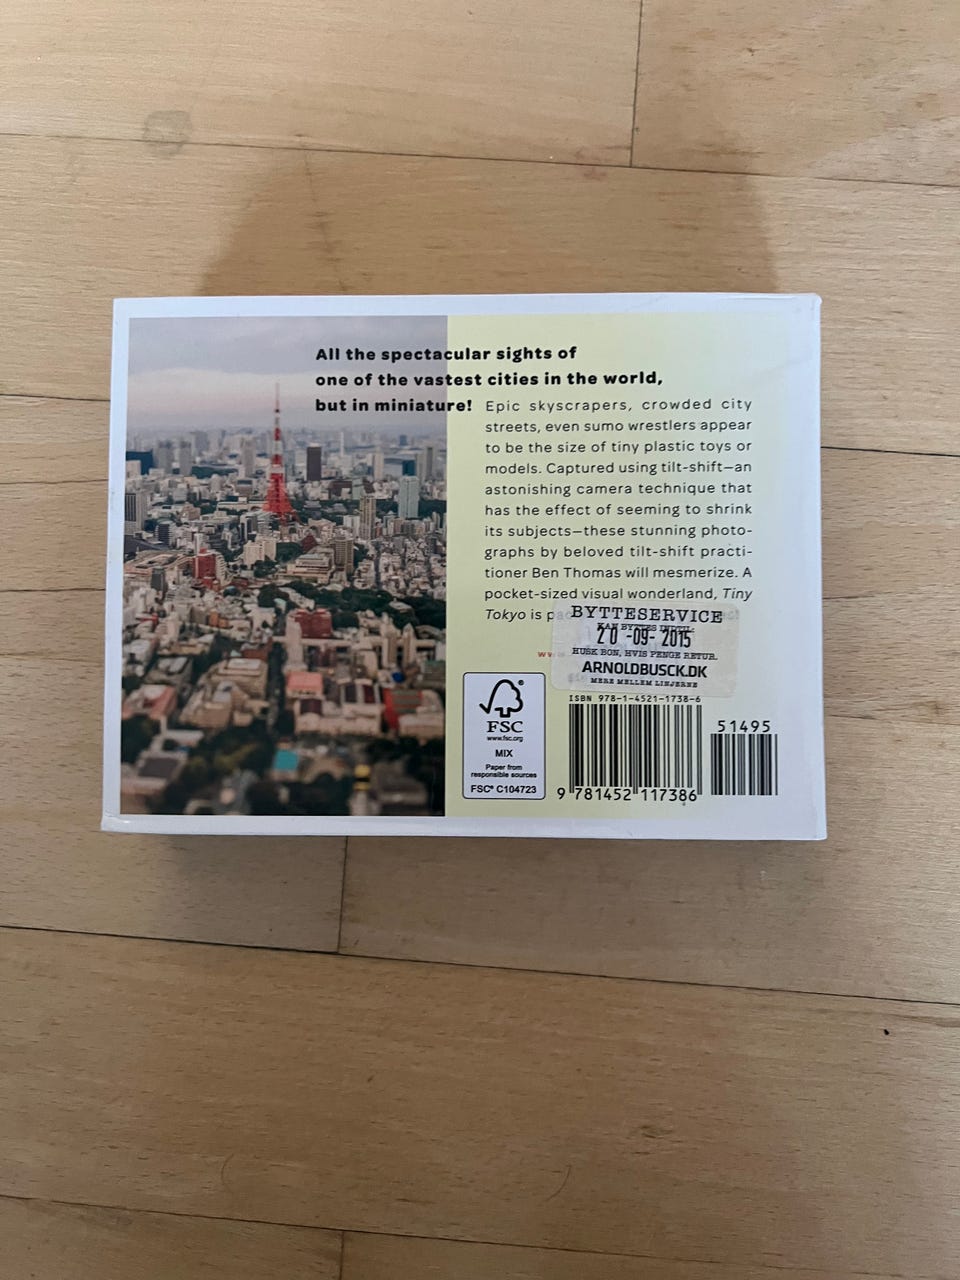 All the spectacular sights of
one of the vastest cities in the world,
but in miniature! Epic skyscrapers, crowded city
streets, even sumo wrestlers appear
to be the size of tiny plastic toys or
models. Captured using tilt-shift—an
astonishing camera technique that
has the effect of seeming to shrink
its subjects—these stunning photo-
graphs by beloved tilt-shift practi-
tioner Ben Thomas will mesmerize. A
pocket-sized visual wonderland, Tiny
Tokyo is
BYTTESERVICE
KAN BYTTES INDTIL:
20 -09- 2015
HUSK BON, HVIS PENGE RETUR.
ARNOLDBUSCK.DK
MERE MELLEM LINJERNE
FSC®
www.fsc.org
MIX
Paper from
responsible sources
FSC® C104723
ISBN 978-1-4521-1738-6
51495
9 781452 117386